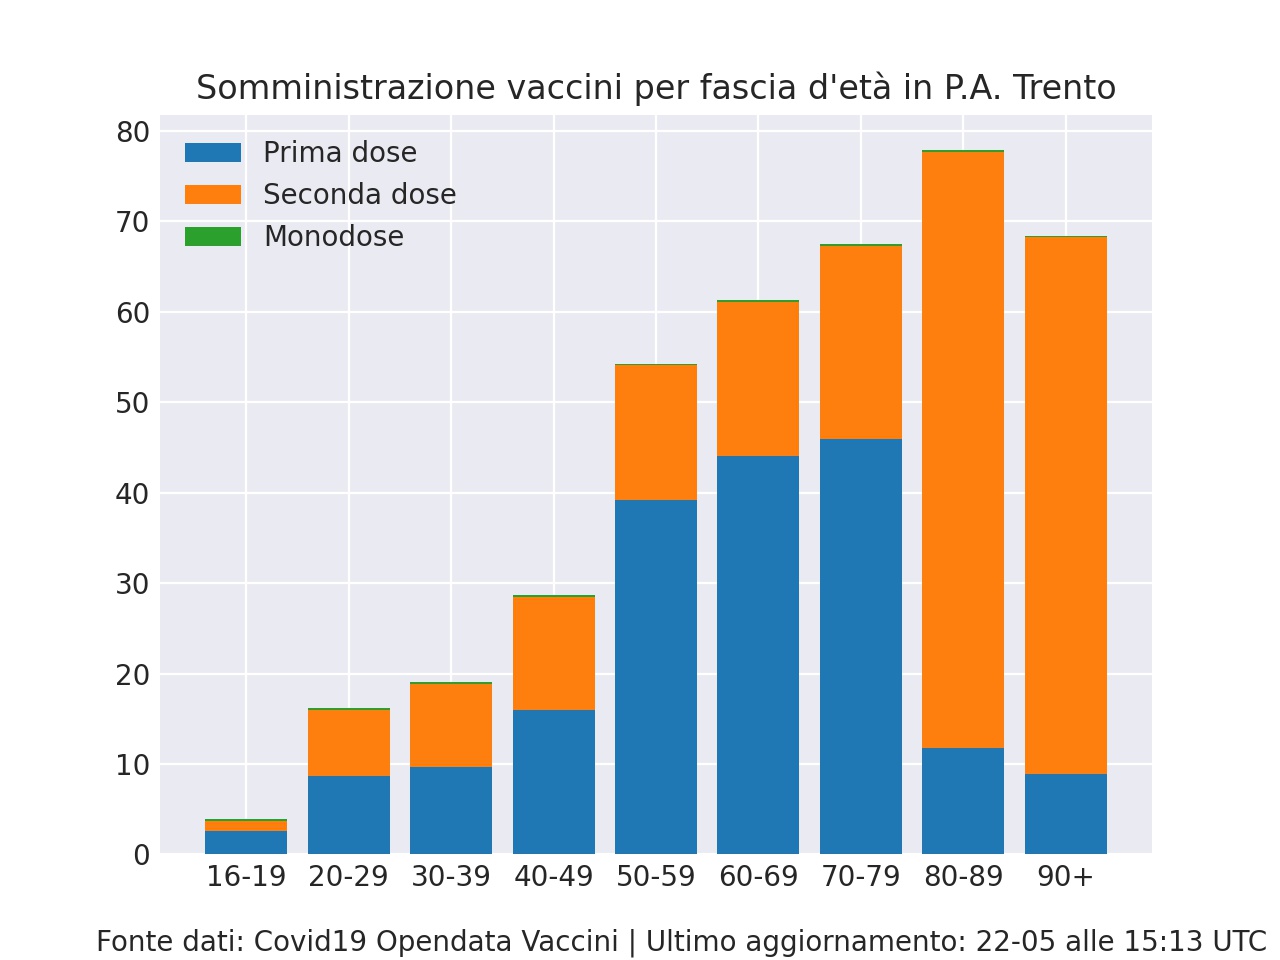 Somministrazione vaccini per fascia d'età in P.A. Trento
80
70
60
50
40
30
20
10
0
Prima dose
Seconda dose
Monodose
16-19 20-29 30-39 40-49 50-59 60-69 70-79 80-89 90+
Fonte dati: Covid19 Opendata Vaccini | Ultimo aggiornamento: 22-05 alle 15:13 UTC